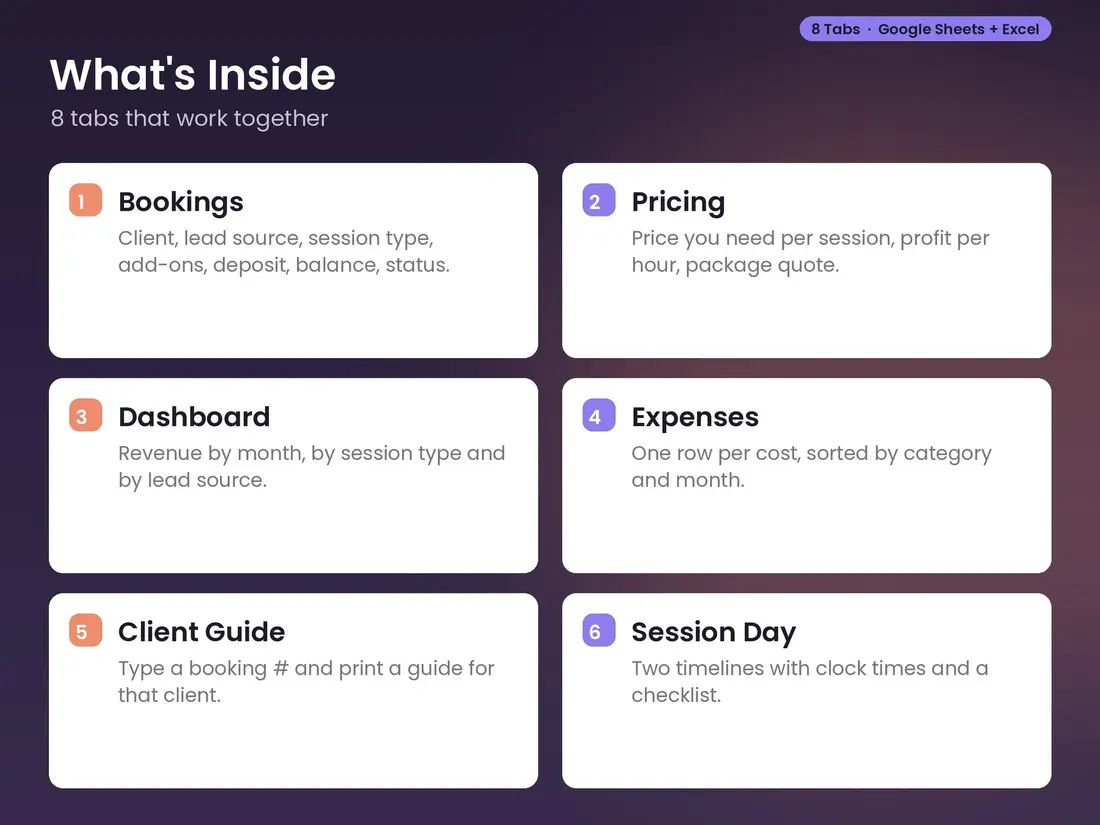 8 Tabs · Google Sheets + Excel
What's Inside
8 tabs that work together
1
Bookings
Client, lead source, session type,
add-ons, deposit, balance, status.
2
Pricing
Price you need per session, profit per
hour, package quote.
3
Dashboard
Revenue by month, by session type and
by lead source.
4
Expenses
One row per cost, sorted by category
and month.
5
Client Guide
Type a booking # and print a guide for
that client.
6
Session Day
Two timelines with clock times and a
checklist.